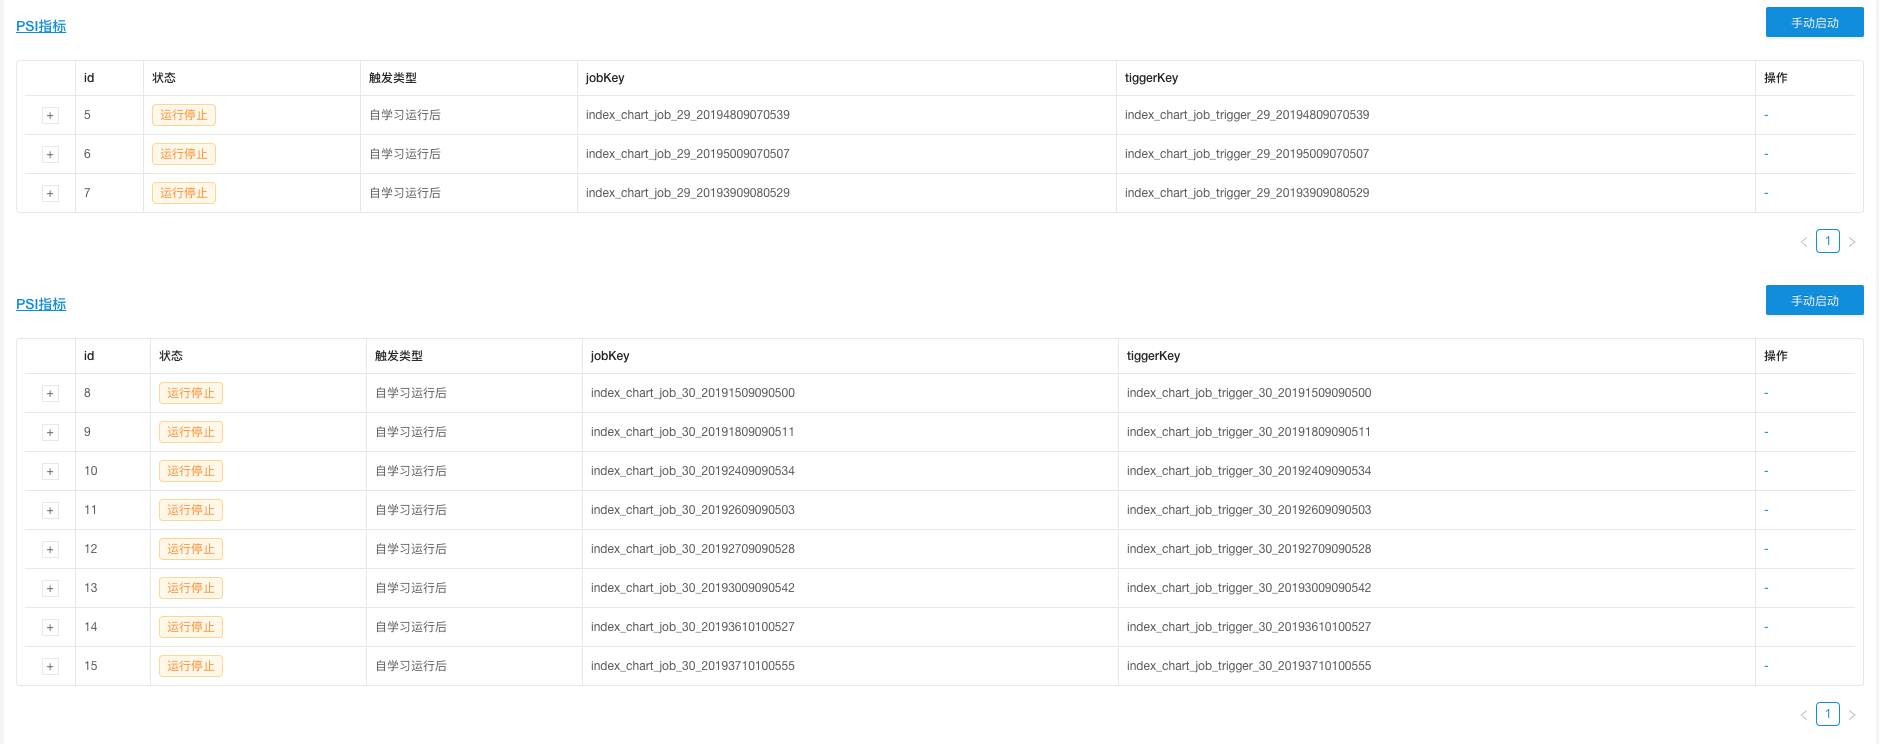 PSI指标 手动启动
id 状态 触发类型 jobKey tiggerKey 操作
+ 5 运行停止 自学习运行后 index_chart_job_29_20194809070539 index_chart_job_trigger_29_20194809070539 -
+ 6 运行停止 自学习运行后 index_chart_job_29_20195009070507 index_chart_job_trigger_29_20195009070507 -
+ 7 运行停止 自学习运行后 index_chart_job_29_20193909080529 index_chart_job_trigger_29_20193909080529 -
< 1 >
PSI指标 手动启动
id 状态 触发类型 jobKey tiggerKey 操作
+ 8 运行停止 自学习运行后 index_chart_job_30_20191509090500 index_chart_job_trigger_30_20191509090500 -
+ 9 运行停止 自学习运行后 index_chart_job_30_20191809090511 index_chart_job_trigger_30_20191809090511 -
+ 10 运行停止 自学习运行后 index_chart_job_30_20192409090534 index_chart_job_trigger_30_20192409090534 -
+ 11 运行停止 自学习运行后 index_chart_job_30_20192609090503 index_chart_job_trigger_30_20192609090503 -
+ 12 运行停止 自学习运行后 index_chart_job_30_20192709090528 index_chart_job_trigger_30_20192709090528 -
+ 13 运行停止 自学习运行后 index_chart_job_30_20193009090542 index_chart_job_trigger_30_20193009090542 -
+ 14 运行停止 自学习运行后 index_chart_job_30_20193610100527 index_chart_job_trigger_30_20193610100527 -
+ 15 运行停止 自学习运行后 index_chart_job_30_20193710100555 index_chart_job_trigger_30_20193710100555 -
< 1 >